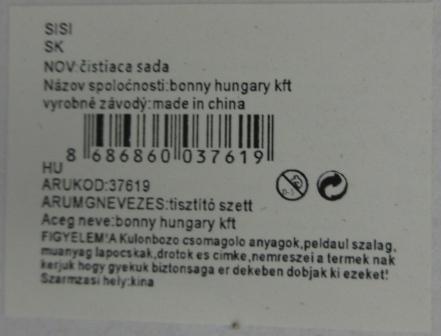 SISI
SK
NOV:čistiaca sada
Názov spoločnosti:bonny hungary kft
vyrobné závody:made in china
8 686860 037619
HU
ARUKOD:37619
ARUMGNEVEZES:tisztító szett
Aceg neve:bonny hungary kft
FIGYELEM!A Kulonbozo csomagolo anyagok,peldaul szalag,
muanyag lapocskak,drotok es cimke,nemreszei a termek nak
kerjuk hogy gyekuk biztonsaga er dekeben dobjak ki ezeket!
Szarmzasi hely:kina